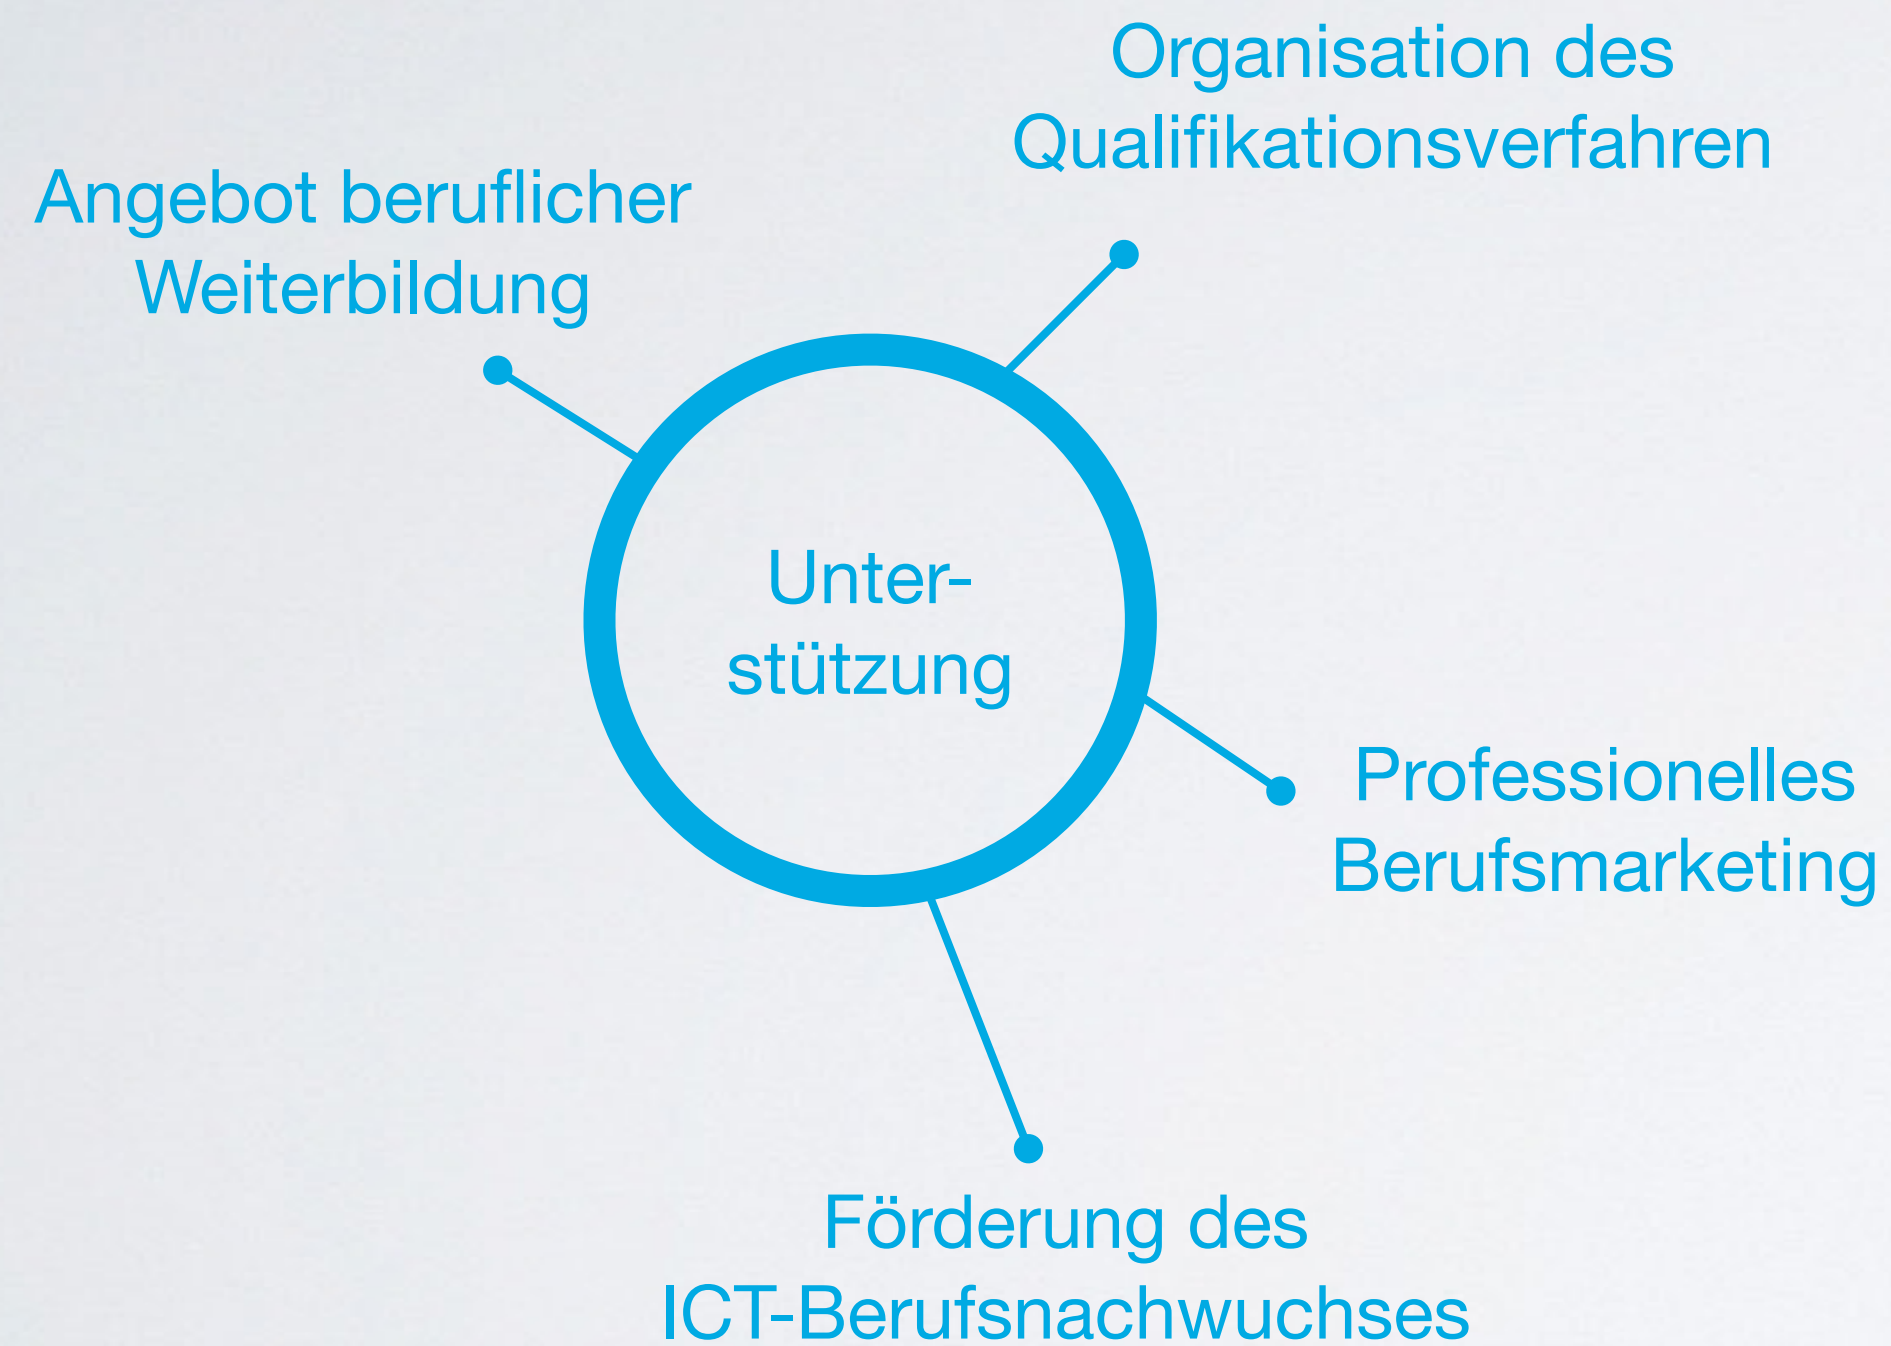 Organisation des
Qualifikationsverfahren
Angebot beruflicher
Weiterbildung
Unter-
stützung
Professionelles
Berufsmarketing
Förderung des
ICT-Berufsnachwuchses